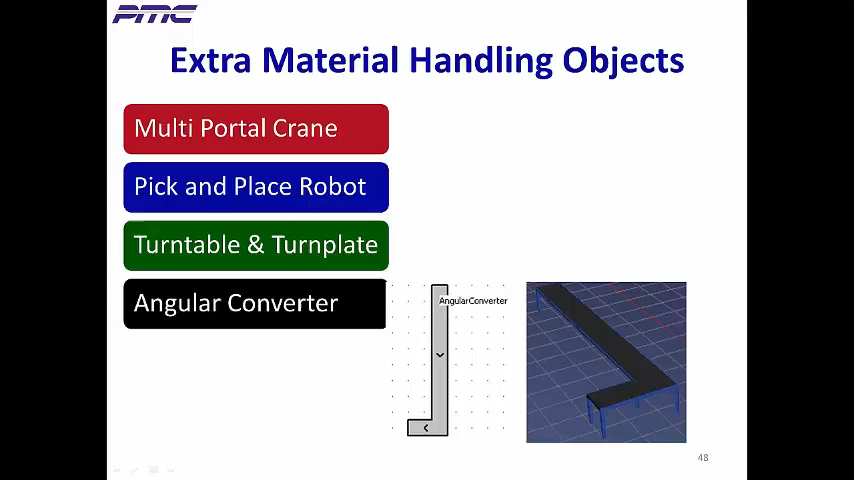 PMC
Extra Material Handling Objects
Multi Portal Crane
Pick and Place Robot
Turntable & Turnplate
Angular Converter
AngularConverter
48